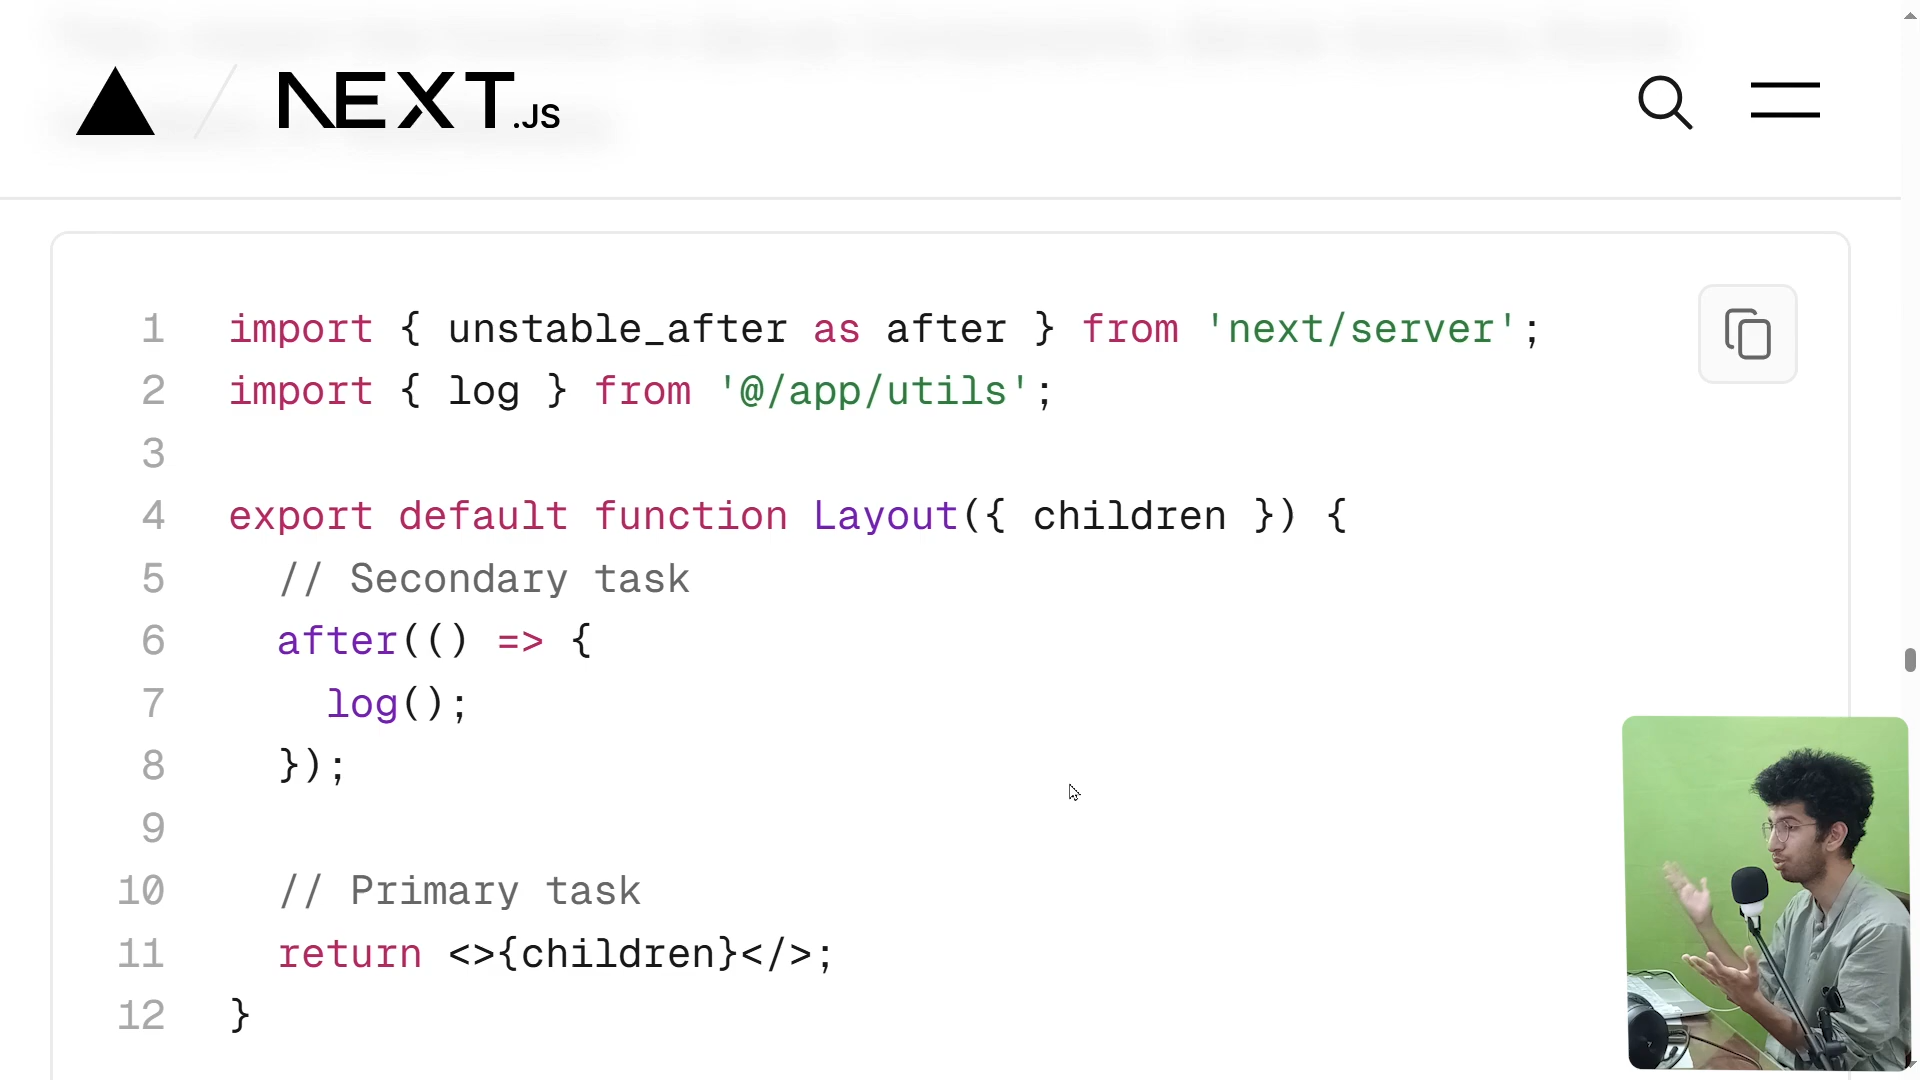 NEXT.JS
1 import { unstable_after as after } from 'next/server';
2 import { log } from '@/app/utils';
3
4 export default function Layout({ children }) {
5   // Secondary task
6   after(() => {
7     log();
8   });
9
10   // Primary task
11   return <>{children}</>;
12 }